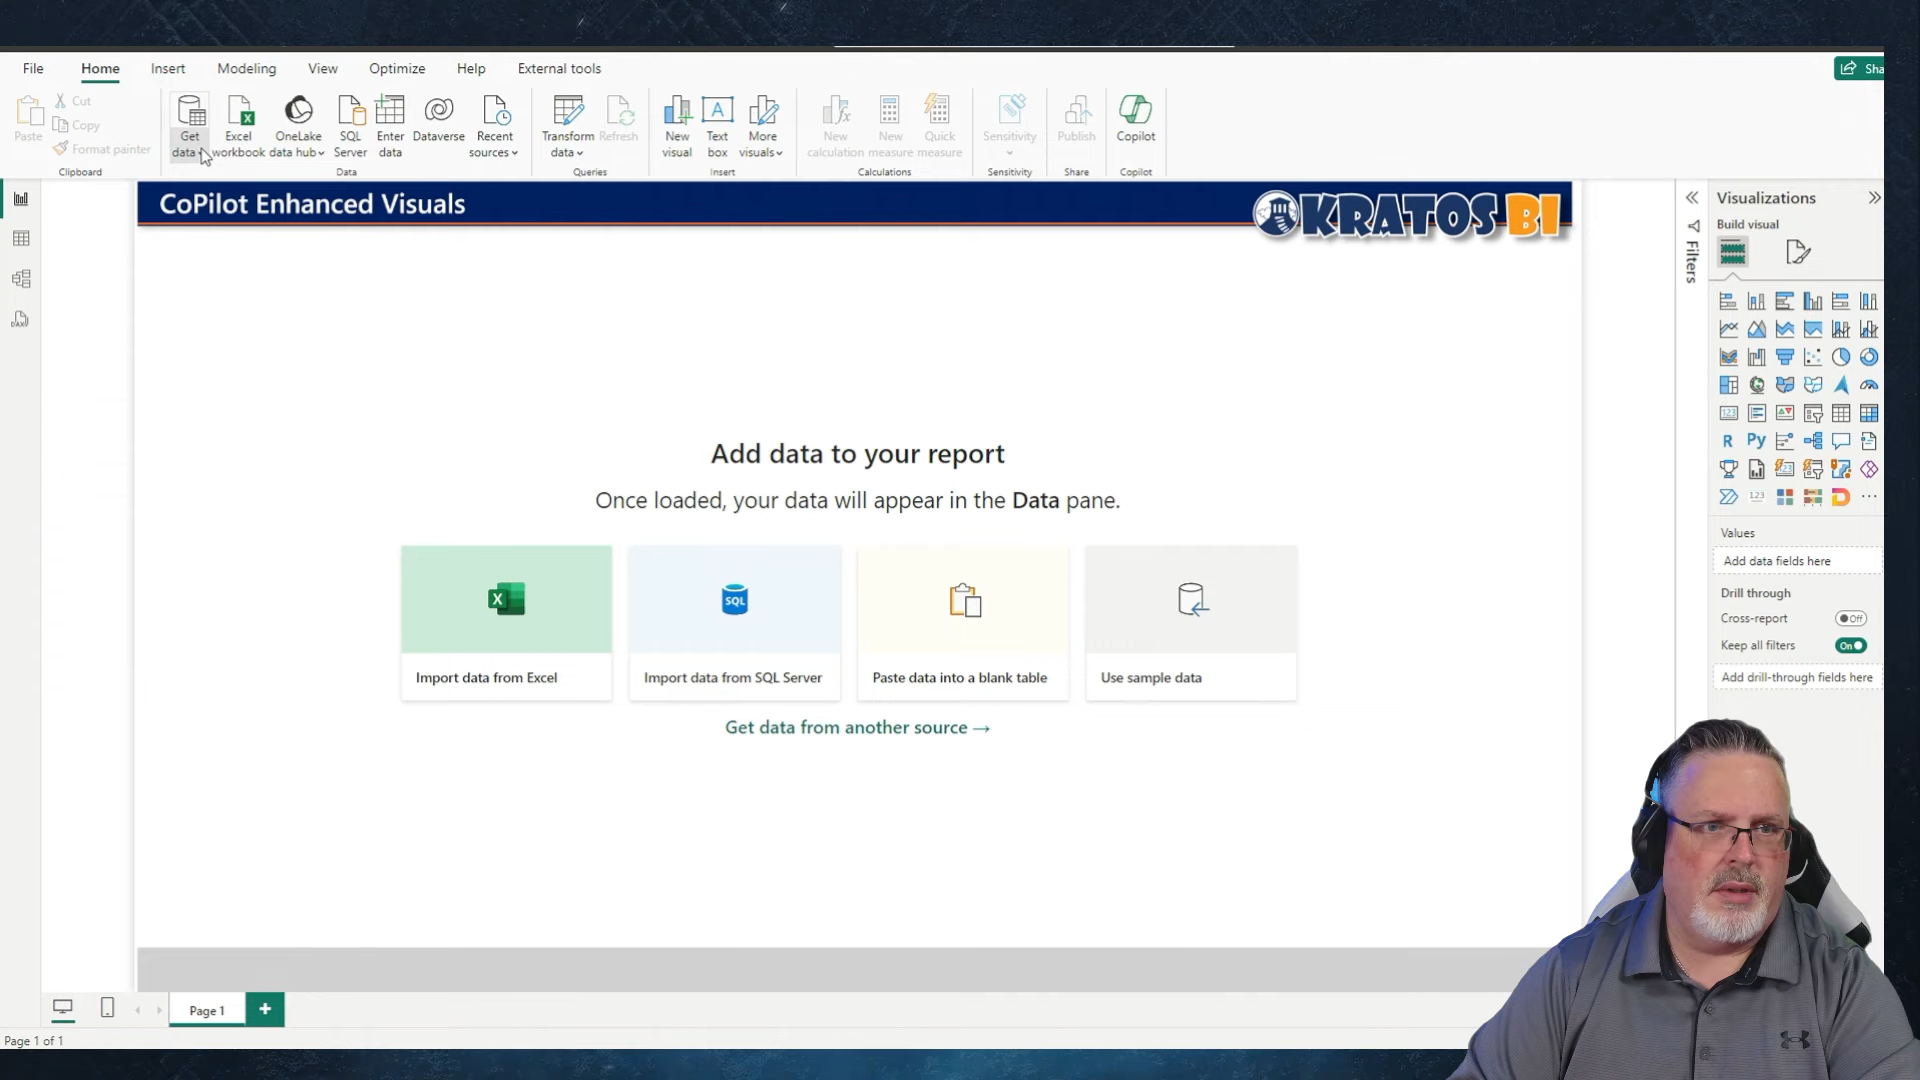 File Home Insert Modeling View Optimize Help External tools
Sha
Paste
Cut
Copy
Format painter
Clipboard
Get data
Excel workbook
OneLake data hub
SQL Server
Enter data
Dataverse
Recent sources
Data
Transform data
Refresh
Queries
New visual
Text box
More visuals
Insert
New calculation
New measure
Quick measure
Calculations
Sensitivity
Sensitivity
Publish
Share
Copilot
Copilot
CoPilot Enhanced Visuals
KRATOS BI
Filters
Visualizations
Build visual
R Py
123
Values
Add data fields here
Drill through
Cross-report
Off
Keep all filters
On
Add drill-through fields here
DAX
Add data to your report
Once loaded, your data will appear in the Data pane.
SQL
Import data from Excel
Import data from SQL Server
Paste data into a blank table
Use sample data
Get data from another source →
Page 1
Page 1 of 1